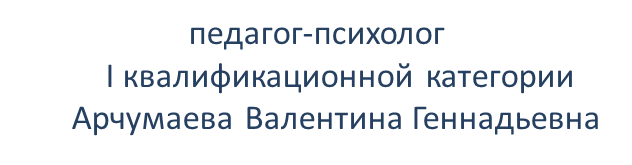 педагог-психолог
I квалификационной категории
Арчумаева Валентина Геннадьевна